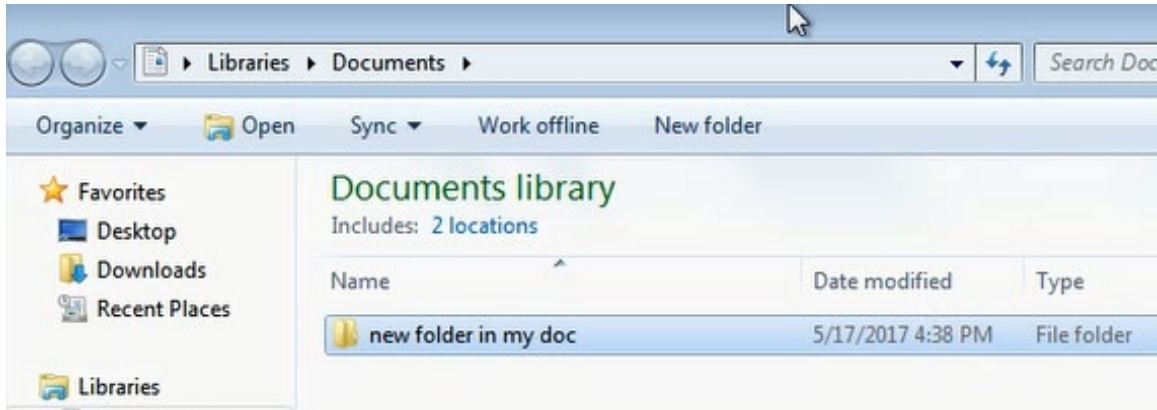 Libraries Documents
Search Doc
Organize Open Sync Work offline New folder
Favorites
Desktop
Downloads
Recent Places
Libraries
Documents library
Includes: 2 locations
Name Date modified Type
new folder in my doc 5/17/2017 4:38 PM File folder